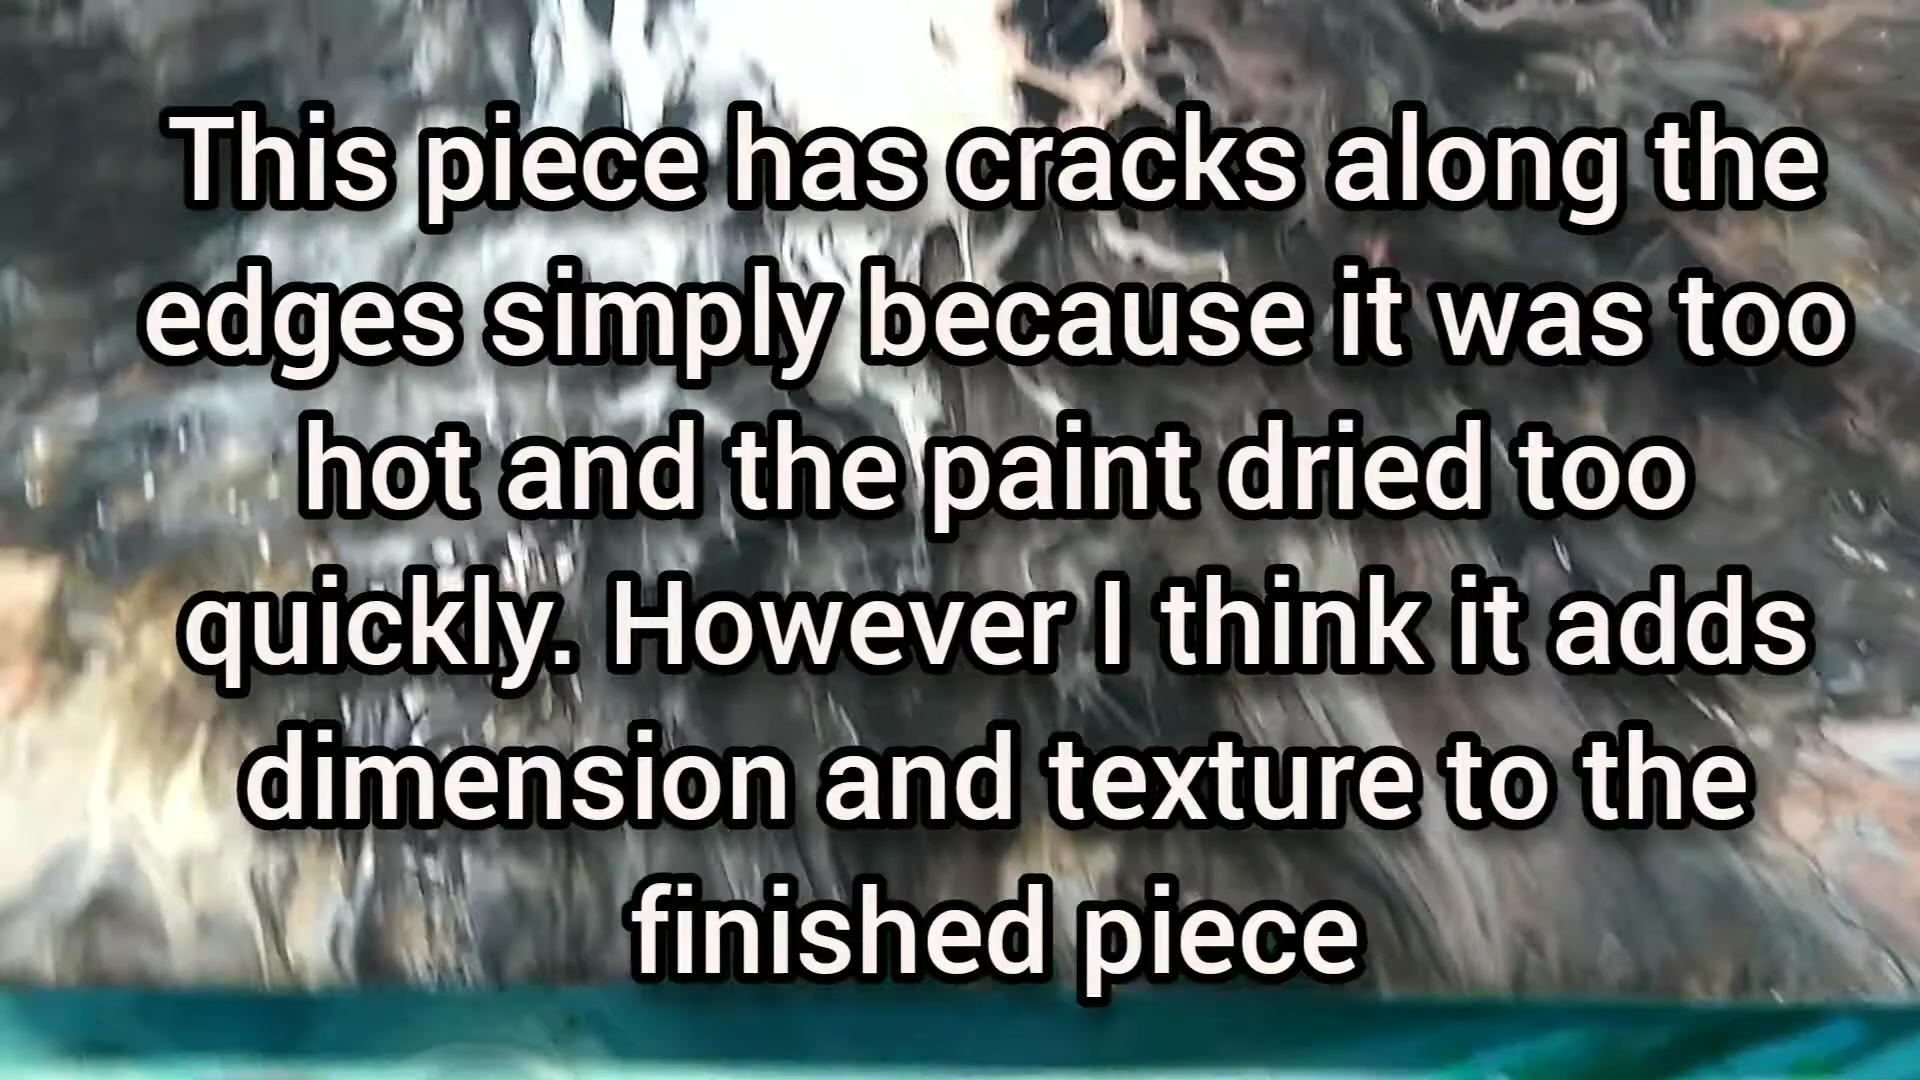 This piece has cracks along the
edges simply because it was too
hot and the paint dried too
quickly. However I think it adds
dimension and texture to the
finished piece